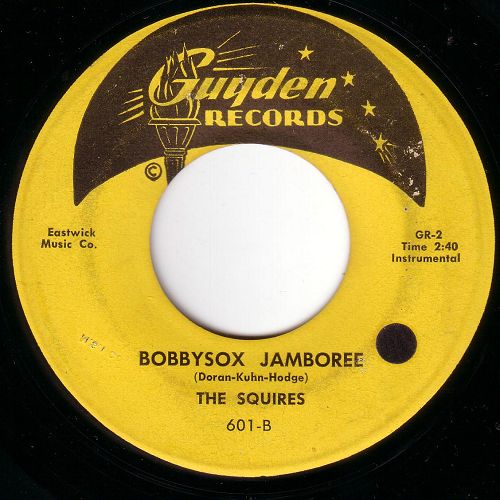 Guyden
RECORDS
©
Eastwick
Music Co.
GR-2
Time 2:40
Instrumental
BOBBYSOX JAMBOREE
(Doran-Kuhn-Hodge)
THE SQUIRES
601-B